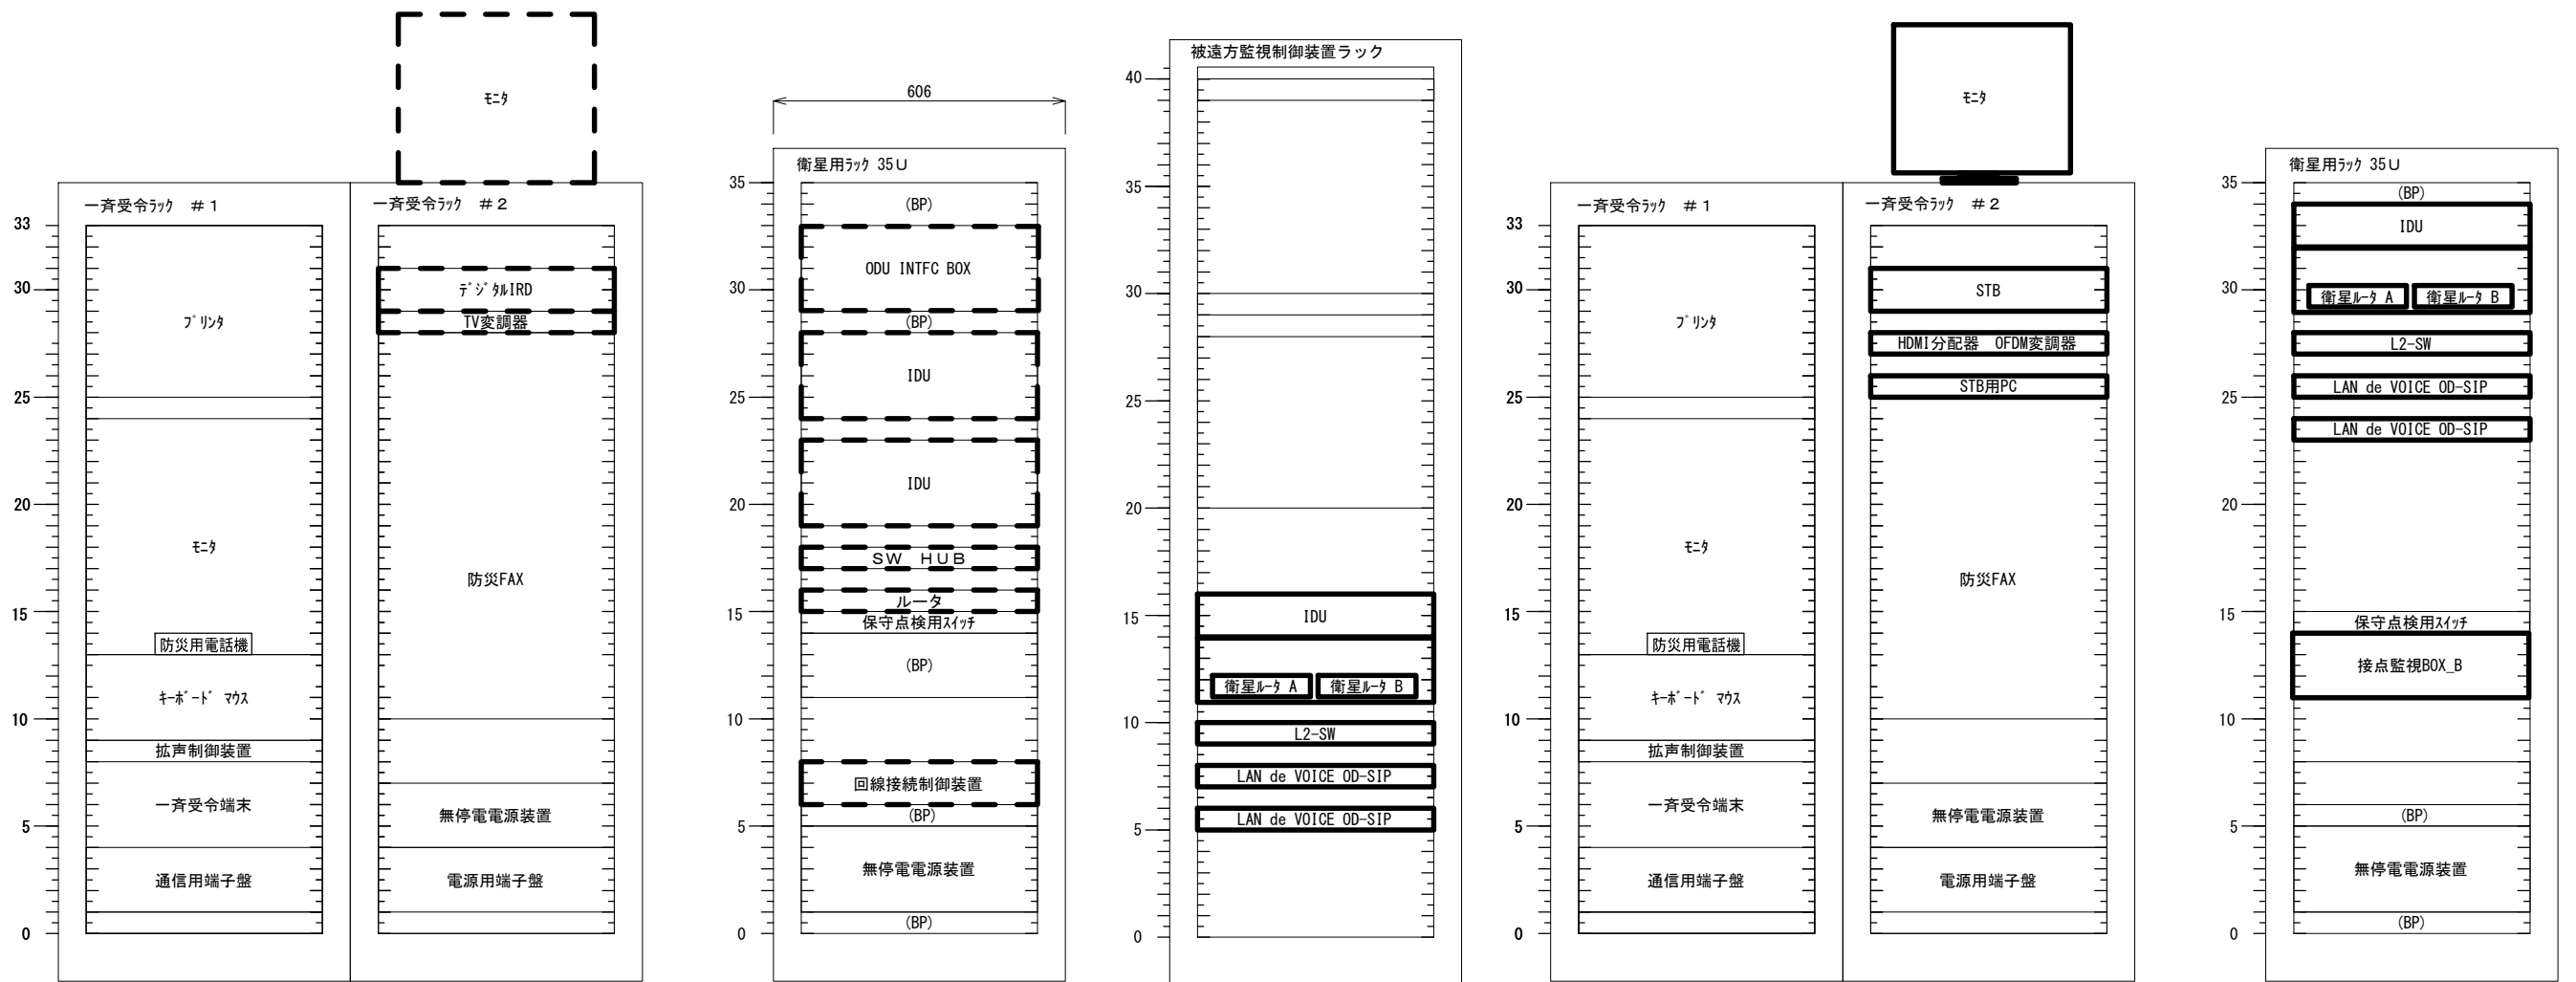 モニタ
一斉受令ラック ＃１
一斉受令ラック ＃２
33
30
25
20
15
10
5
0
プリンタ
モニタ
防災用電話機
キーボード マウス
拡声制御装置
一斉受令端末
通信用端子盤
デジタルIRD
TV変調器
防災FAX
無停電電源装置
電源用端子盤
606
衛星用ラック 35Ｕ
35
30
25
20
15
10
5
0
(BP)
ODU INTFC BOX
(BP)
IDU
IDU
ＳＷ ＨＵＢ
ルータ
保守点検用スイッチ
(BP)
回線接続制御装置
(BP)
無停電電源装置
(BP)
被遠方監視制御装置ラック
40
35
30
25
20
15
10
5
0
IDU
衛星ルータ A 衛星ルータ B
L2-SW
LAN de VOICE OD-SIP
LAN de VOICE OD-SIP
モニタ
一斉受令ラック ＃１
一斉受令ラック ＃２
33
30
25
20
15
10
5
0
プリンタ
モニタ
防災用電話機
キーボード マウス
拡声制御装置
一斉受令端末
通信用端子盤
STB
HDMI分配器 OFDM変調器
STB用PC
防災FAX
無停電電源装置
電源用端子盤
衛星用ラック 35Ｕ
35
30
25
20
15
10
5
0
(BP)
IDU
衛星ルータ A 衛星ルータ B
L2-SW
LAN de VOICE OD-SIP
LAN de VOICE OD-SIP
保守点検用スイッチ
接点監視BOX_B
(BP)
無停電電源装置
(BP)